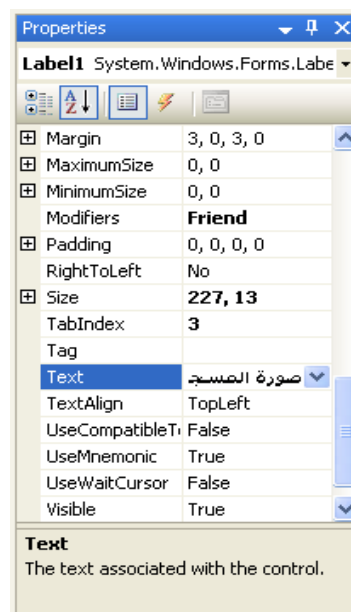 Properties
Label1 System.Windows.Forms.Labe
Margin 3, 0, 3, 0
MaximumSize 0, 0
MinimumSize 0, 0
Modifiers Friend
Padding 0, 0, 0, 0
RightToLeft No
Size 227, 13
TabIndex 3
Tag
Text صورة المسج
TextAlign TopLeft
UseCompatibleT False
UseMnemonic True
UseWaitCursor False
Visible True
Text
The text associated with the control.